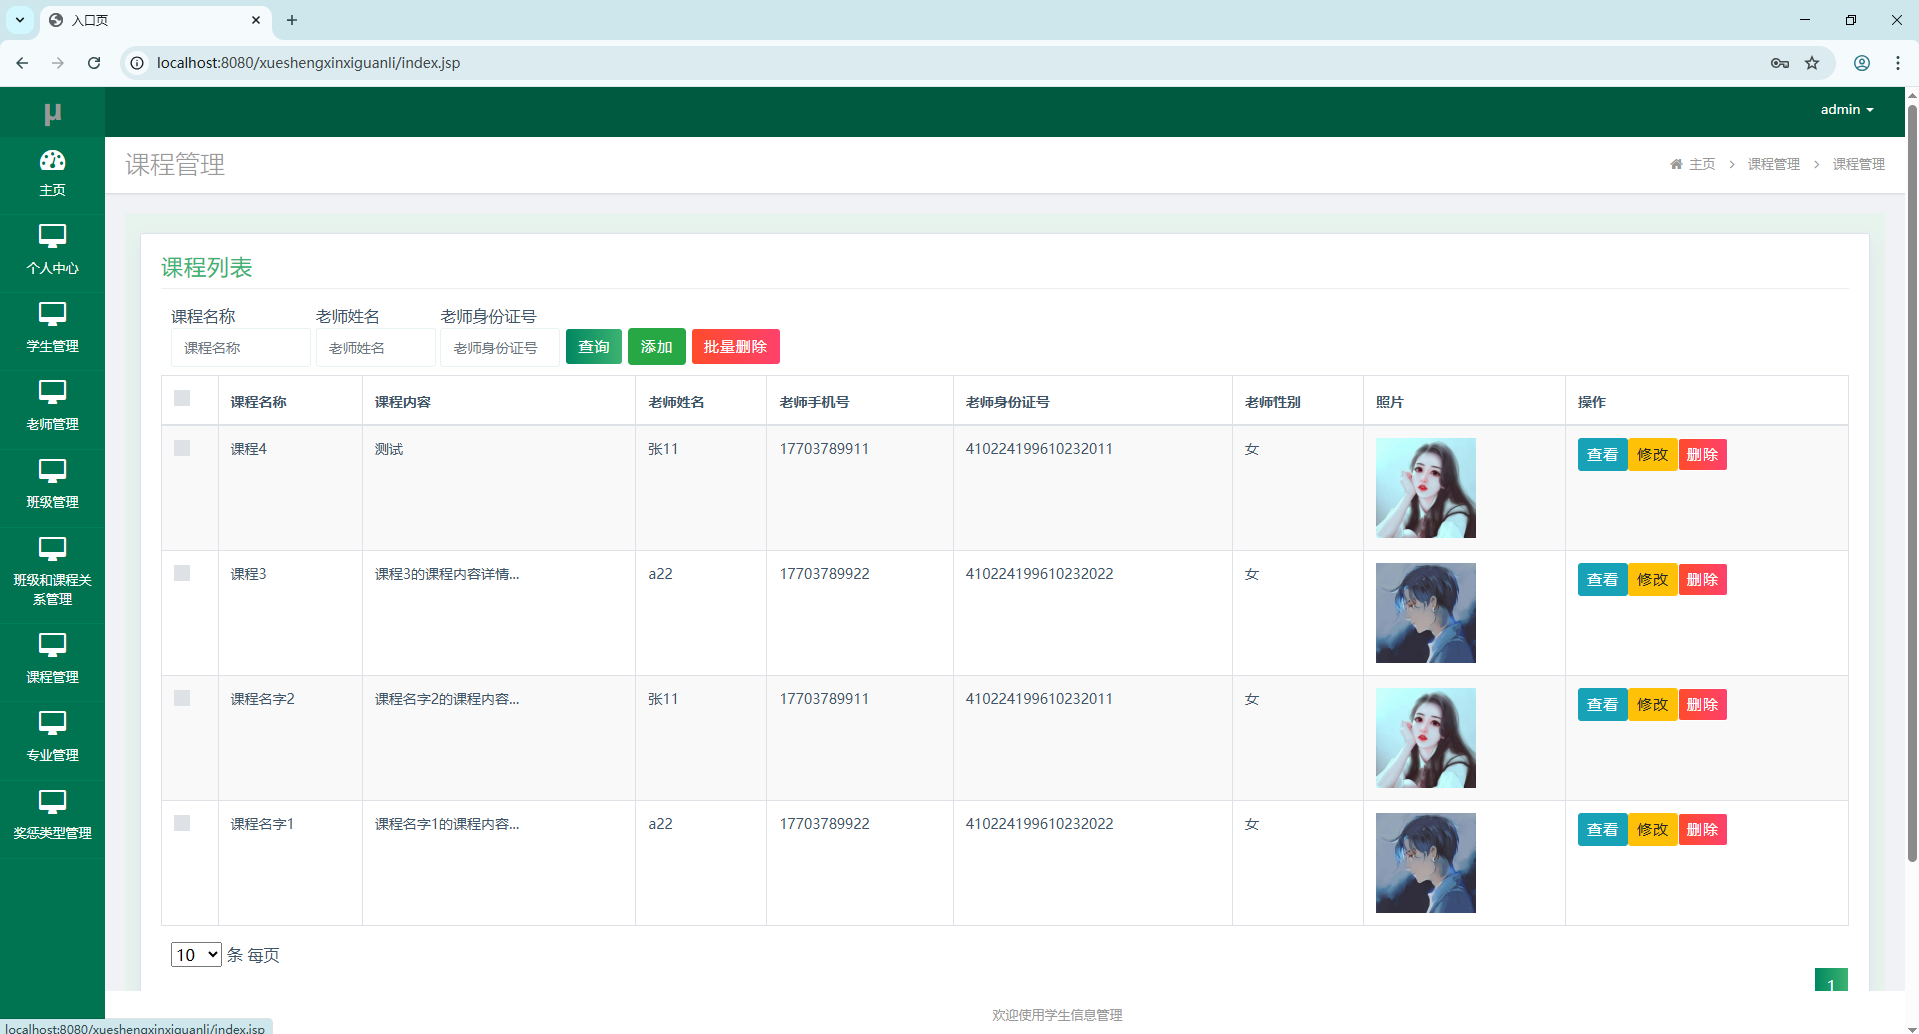 入口页
localhost:8080/xueshengxinxiguanli/index.jsp
μ
admin
主页
个人中心
学生管理
老师管理
班级管理
班级和课程关
系管理
课程管理
专业管理
奖惩类型管理
课程管理
主页 > 课程管理 > 课程管理
课程列表
课程名称 老师姓名 老师身份证号
课程名称 老师姓名 老师身份证号 查询 添加 批量删除
课程名称 课程内容 老师姓名 老师手机号 老师身份证号 老师性别 照片 操作
课程4 测试 张11 17703789911 410224199610232011 女 查看 修改 删除
课程3 课程3的课程内容详情... a22 17703789922 410224199610232022 女 查看 修改 删除
课程名字2 课程名字2的课程内容... 张11 17703789911 410224199610232011 女 查看 修改 删除
课程名字1 课程名字1的课程内容... a22 17703789922 410224199610232022 女 查看 修改 删除
10 条 每页
1
欢迎使用学生信息管理
localhost:8080/xueshengxinxiguanli/index.jsp